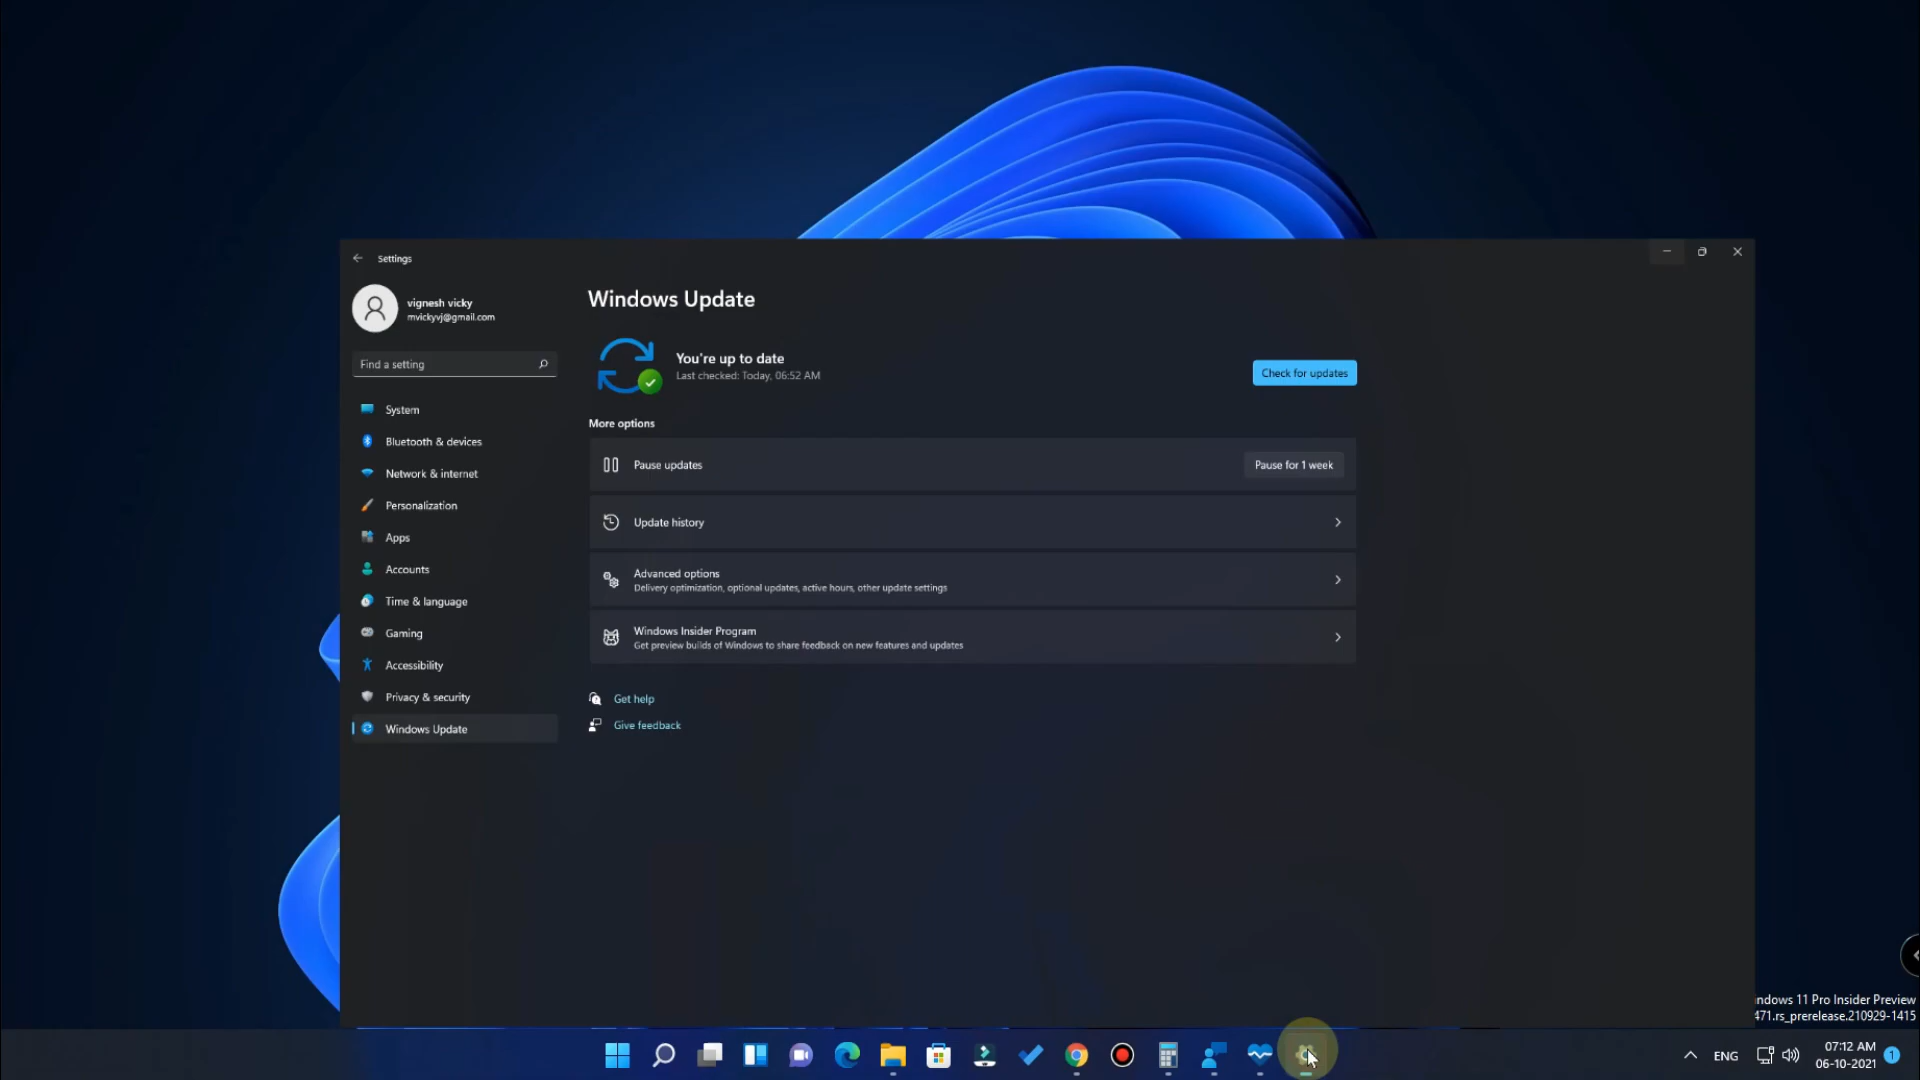 Settings
vignesh vicky
mvickyvj@gmail.com
Find a setting
System
Bluetooth & devices
Network & internet
Personalization
Apps
Accounts
Time & language
Gaming
Accessibility
Privacy & security
Windows Update
Windows Update
You're up to date
Last checked: Today, 06:52 AM
Check for updates
More options
Pause updates
Pause for 1 week
Update history
Advanced options
Delivery optimization, optional updates, active hours, other update settings
Windows Insider Program
Get preview builds of Windows to share feedback on new features and updates
Get help
Give feedback
indows 11 Pro Insider Preview
471.rs_prerelease.210929-1415
ENG
07:12 AM
06-10-2021
1